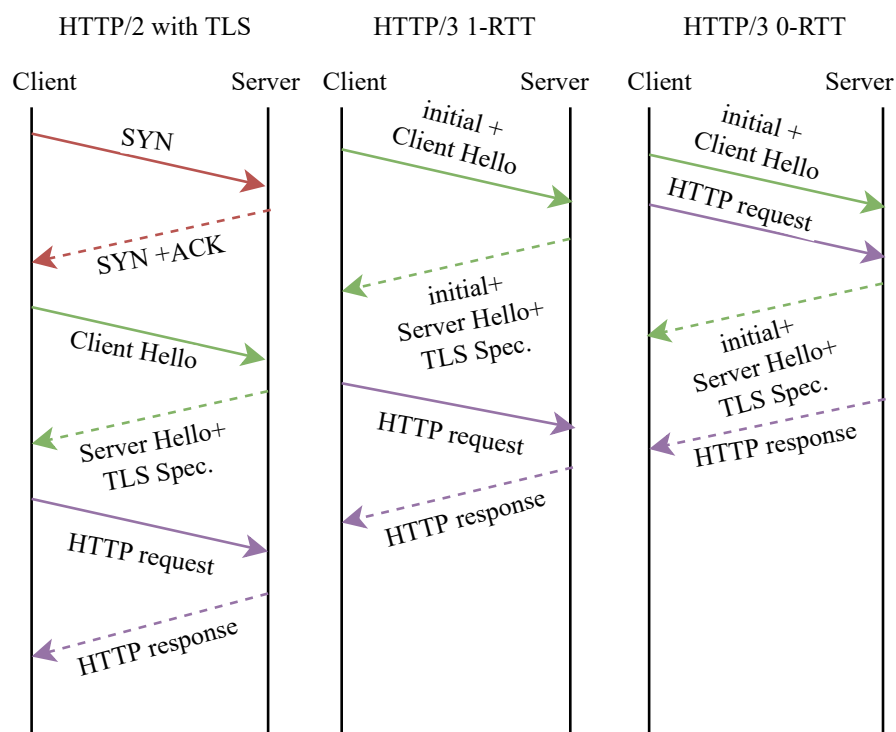 HTTP/2 with TLS
Client
Server
SYN
SYN +ACK
Client Hello
Server Hello+
TLS Spec.
HTTP request
HTTP response
HTTP/3 1-RTT
Client
Server
initial +
Client Hello
initial+
Server Hello+
TLS Spec.
HTTP request
HTTP response
HTTP/3 0-RTT
Client
Server
initial +
Client Hello
HTTP request
initial+
Server Hello+
TLS Spec.
HTTP response